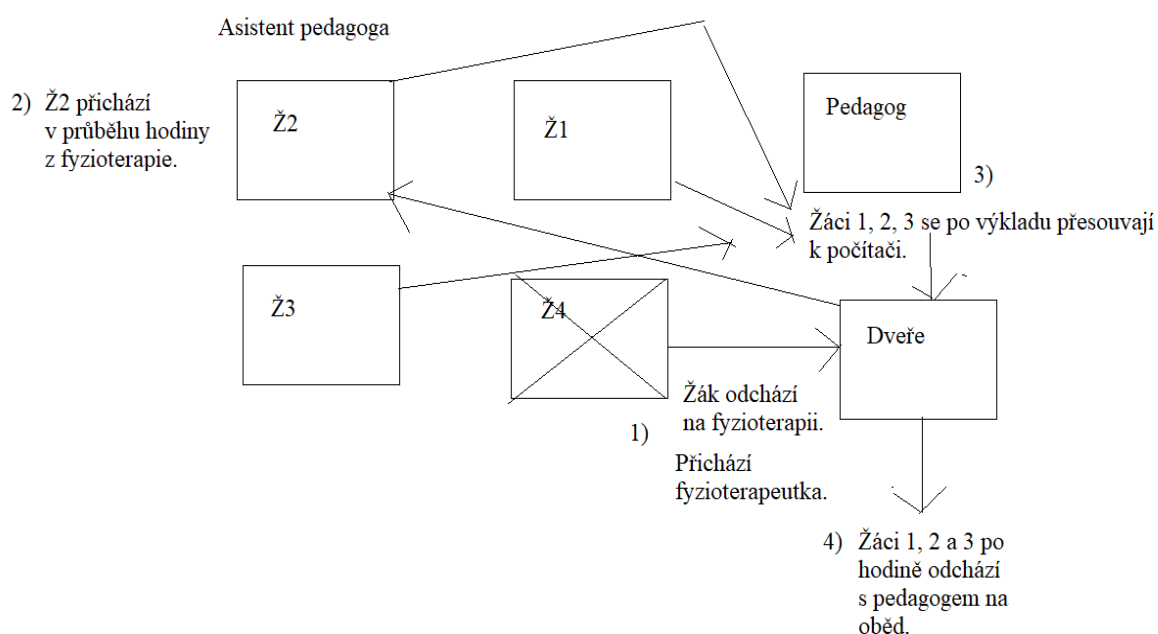 Asistent pedagoga
2) Ž2 přichází
v průběhu hodiny
z fyzioterapie.
Ž2
Ž1
Pedagog
3)
Žáci 1, 2, 3 se po výkladu přesouvají
k počítači.
Ž3
Ž4
Dveře
1)
Žák odchází
na fyzioterapii.
Přichází
fyzioterapeutka.
4) Žáci 1, 2 a 3 po
hodině odchází
s pedagogem na
oběd.